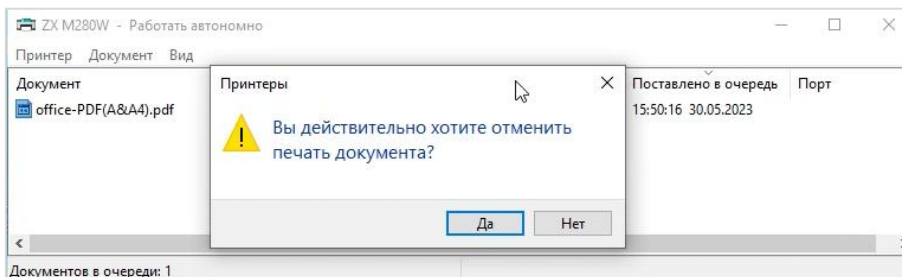 ZX M280W - Работать автономно
Принтер Документ Вид
Документ
Поставлено в очередь
Порт
office-PDF(A&A4).pdf
15:50:16 30.05.2023
Принтеры
Вы действительно хотите отменить
печать документа?
Да
Нет
Документов в очереди: 1